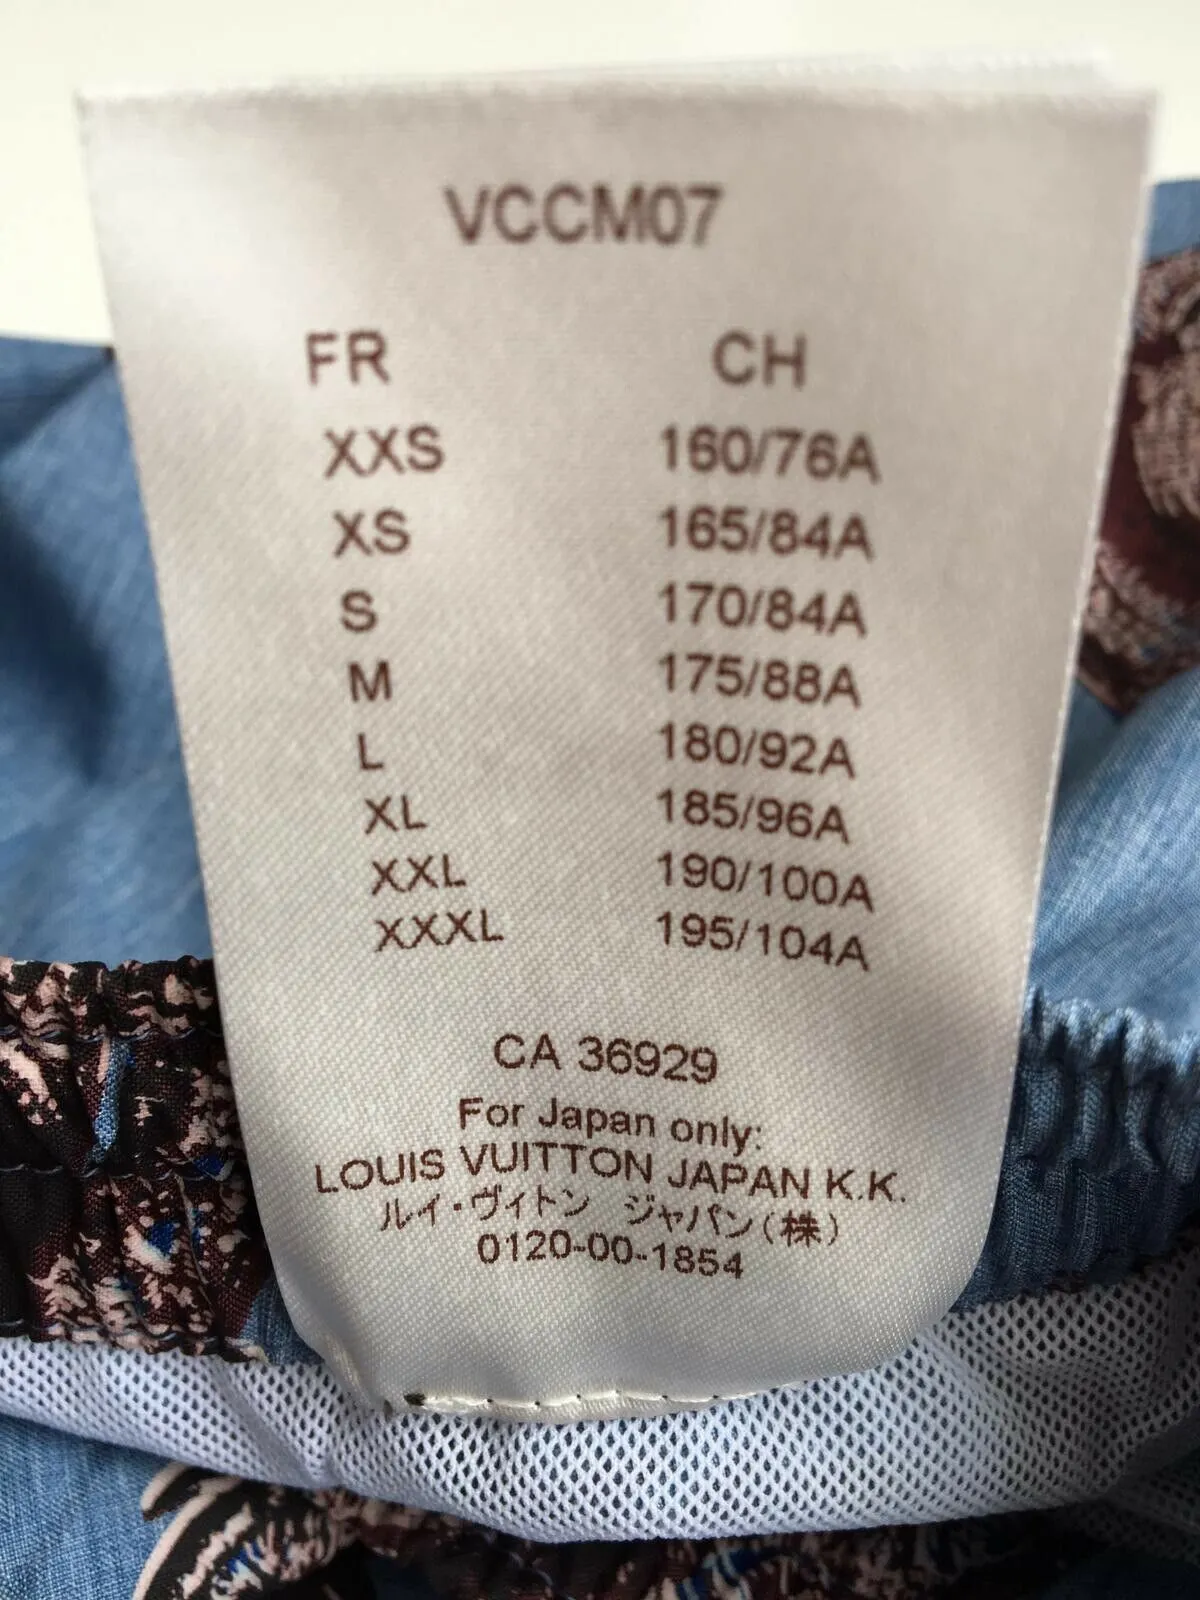 VCCM07
FR CH
XXS 160/76A
XS 165/84A
S 170/84A
M 175/88A
L 180/92A
XL 185/96A
XXL 190/100A
XXXL 195/104A
CA 36929
For Japan only:
LOUIS VUITTON JAPAN K.K.
ルイ・ヴィトン ジャパン(株)
0120-00-1854